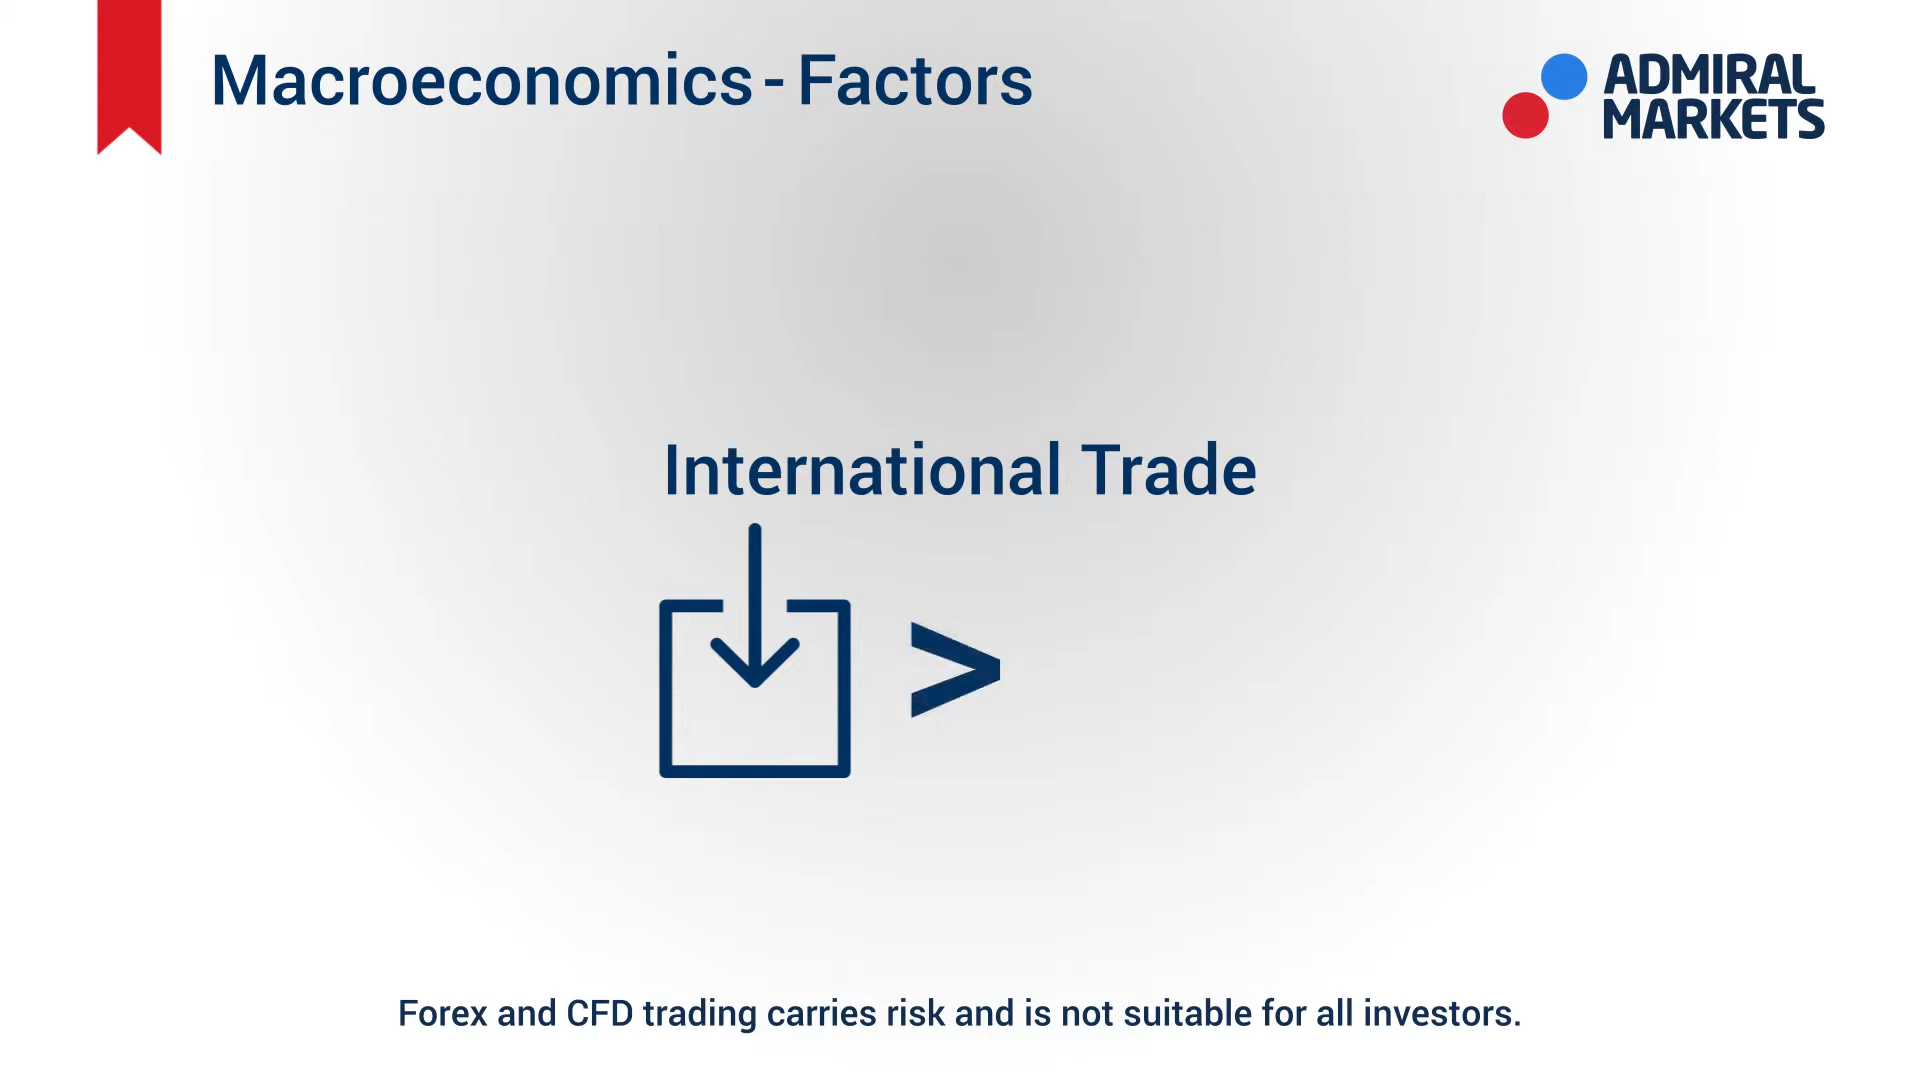 Macroeconomics - Factors
ADMIRAL
MARKETS
International Trade
>
Forex and CFD trading carries risk and is not suitable for all investors.